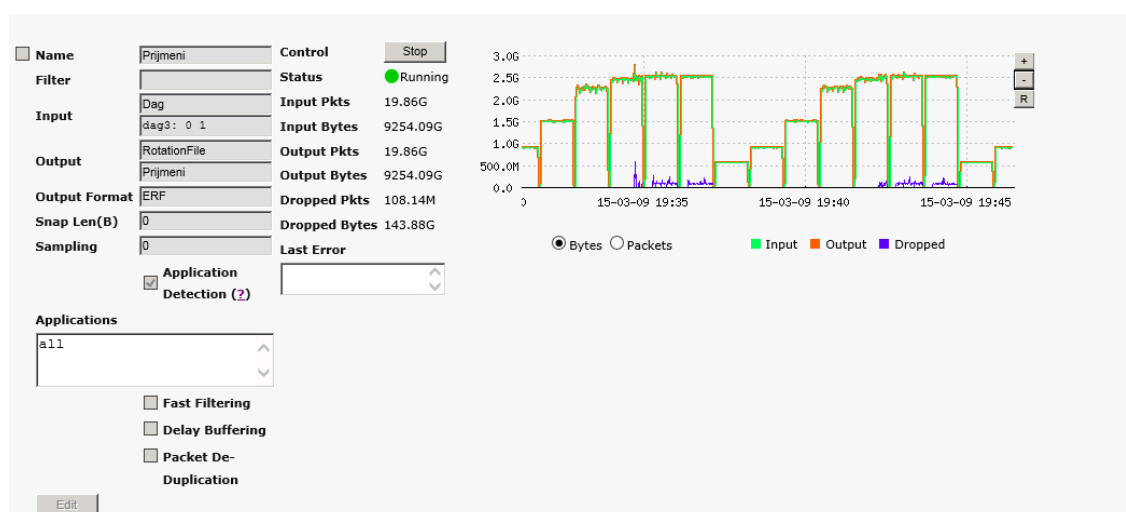 Name
Prijmeni
Filter
Input
Dag
dag3: 0 1
Output
RotationFile
Prijmeni
Output Format
ERF
Snap Len(B)
0
Sampling
0
Application
Detection (?)
Applications
all
Fast Filtering
Delay Buffering
Packet De-
Duplication
Edit
Control
Stop
Status
Running
Input Pkts
19.86G
Input Bytes
9254.09G
Output Pkts
19.86G
Output Bytes
9254.09G
Dropped Pkts
108.14M
Dropped Bytes
143.88G
Last Error
3.0G
2.5G
2.0G
1.5G
1.0G
500.0M
0.0
15-03-09 19:35
15-03-09 19:40
15-03-09 19:45
+
-
R
Bytes
Packets
Input
Output
Dropped